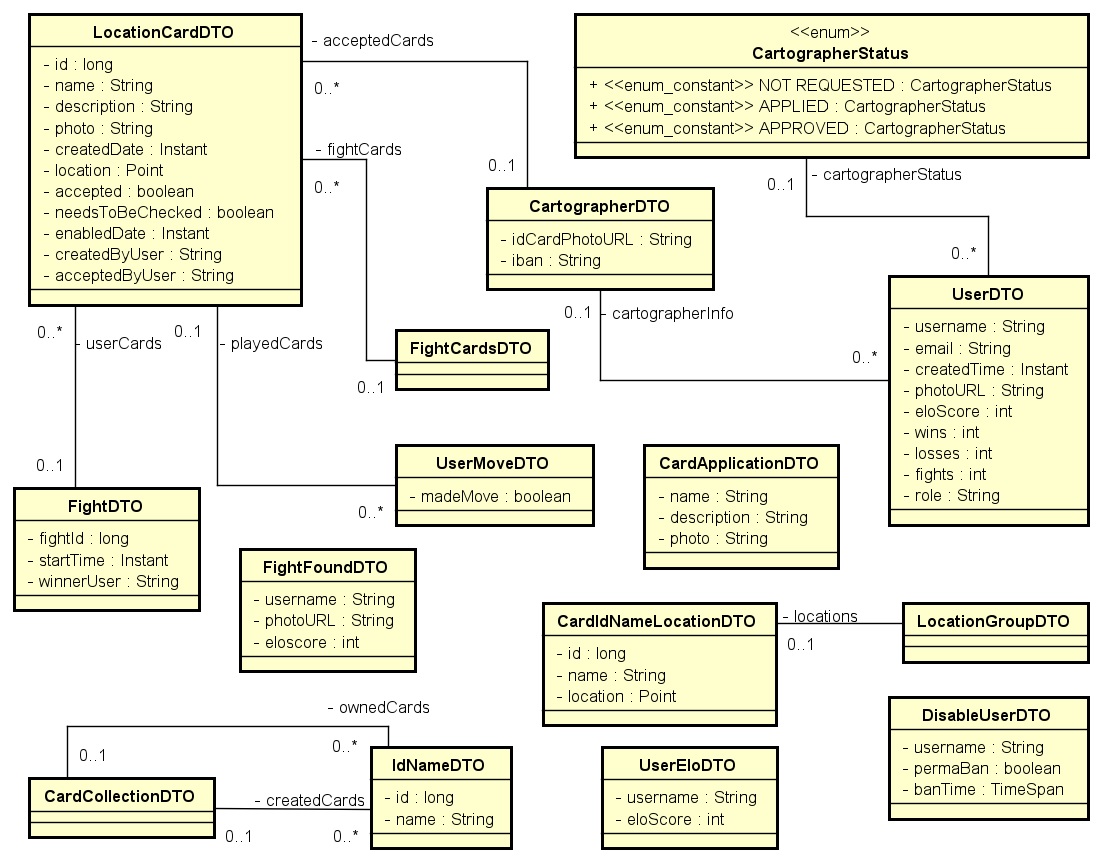 LocationCardDTO
- id : long
- name : String
- description : String
- photo : String
- createdDate : Instant
- location : Point
- accepted : boolean
- needsToBeChecked : boolean
- enabledDate : Instant
- createdByUser : String
- acceptedByUser : String
- acceptedCards
0..*
0..1
- fightCards
0..*
0..1
<<enum>>
CartographerStatus
+ <<enum_constant>> NOT REQUESTED : CartographerStatus
+ <<enum_constant>> APPLIED : CartographerStatus
+ <<enum_constant>> APPROVED : CartographerStatus
0..1
- cartographerStatus
0..*
CartographerDTO
- idCardPhotoURL : String
- iban : String
0..1
- cartographerInfo
0..*
UserDTO
- username : String
- email : String
- createdTime : Instant
- photoURL : String
- eloScore : int
- wins : int
- losses : int
- fights : int
- role : String
0..*
- userCards
0..1
0..1
- playedCards
0..*
FightCardsDTO
UserMoveDTO
- madeMove : boolean
CardApplicationDTO
- name : String
- description : String
- photo : String
FightDTO
- fightId : long
- startTime : Instant
- winnerUser : String
FightFoundDTO
- username : String
- photoURL : String
- eloscore : int
CardIdNameLocationDTO
- id : long
- name : String
- location : Point
- locations
0..1
LocationGroupDTO
DisableUserDTO
- username : String
- permaBan : boolean
- banTime : TimeSpan
- ownedCards
0..1
0..*
CardCollectionDTO
- createdCards
0..1
0..*
IdNameDTO
- id : long
- name : String
UserEloDTO
- username : String
- eloScore : int